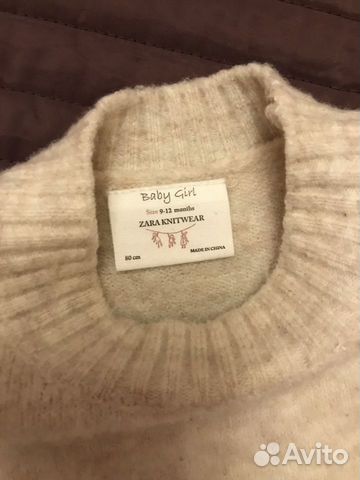 Baby Girl
Size 9-12 months
ZARA KNITWEAR
80 cm
MADE IN CHINA
Avito